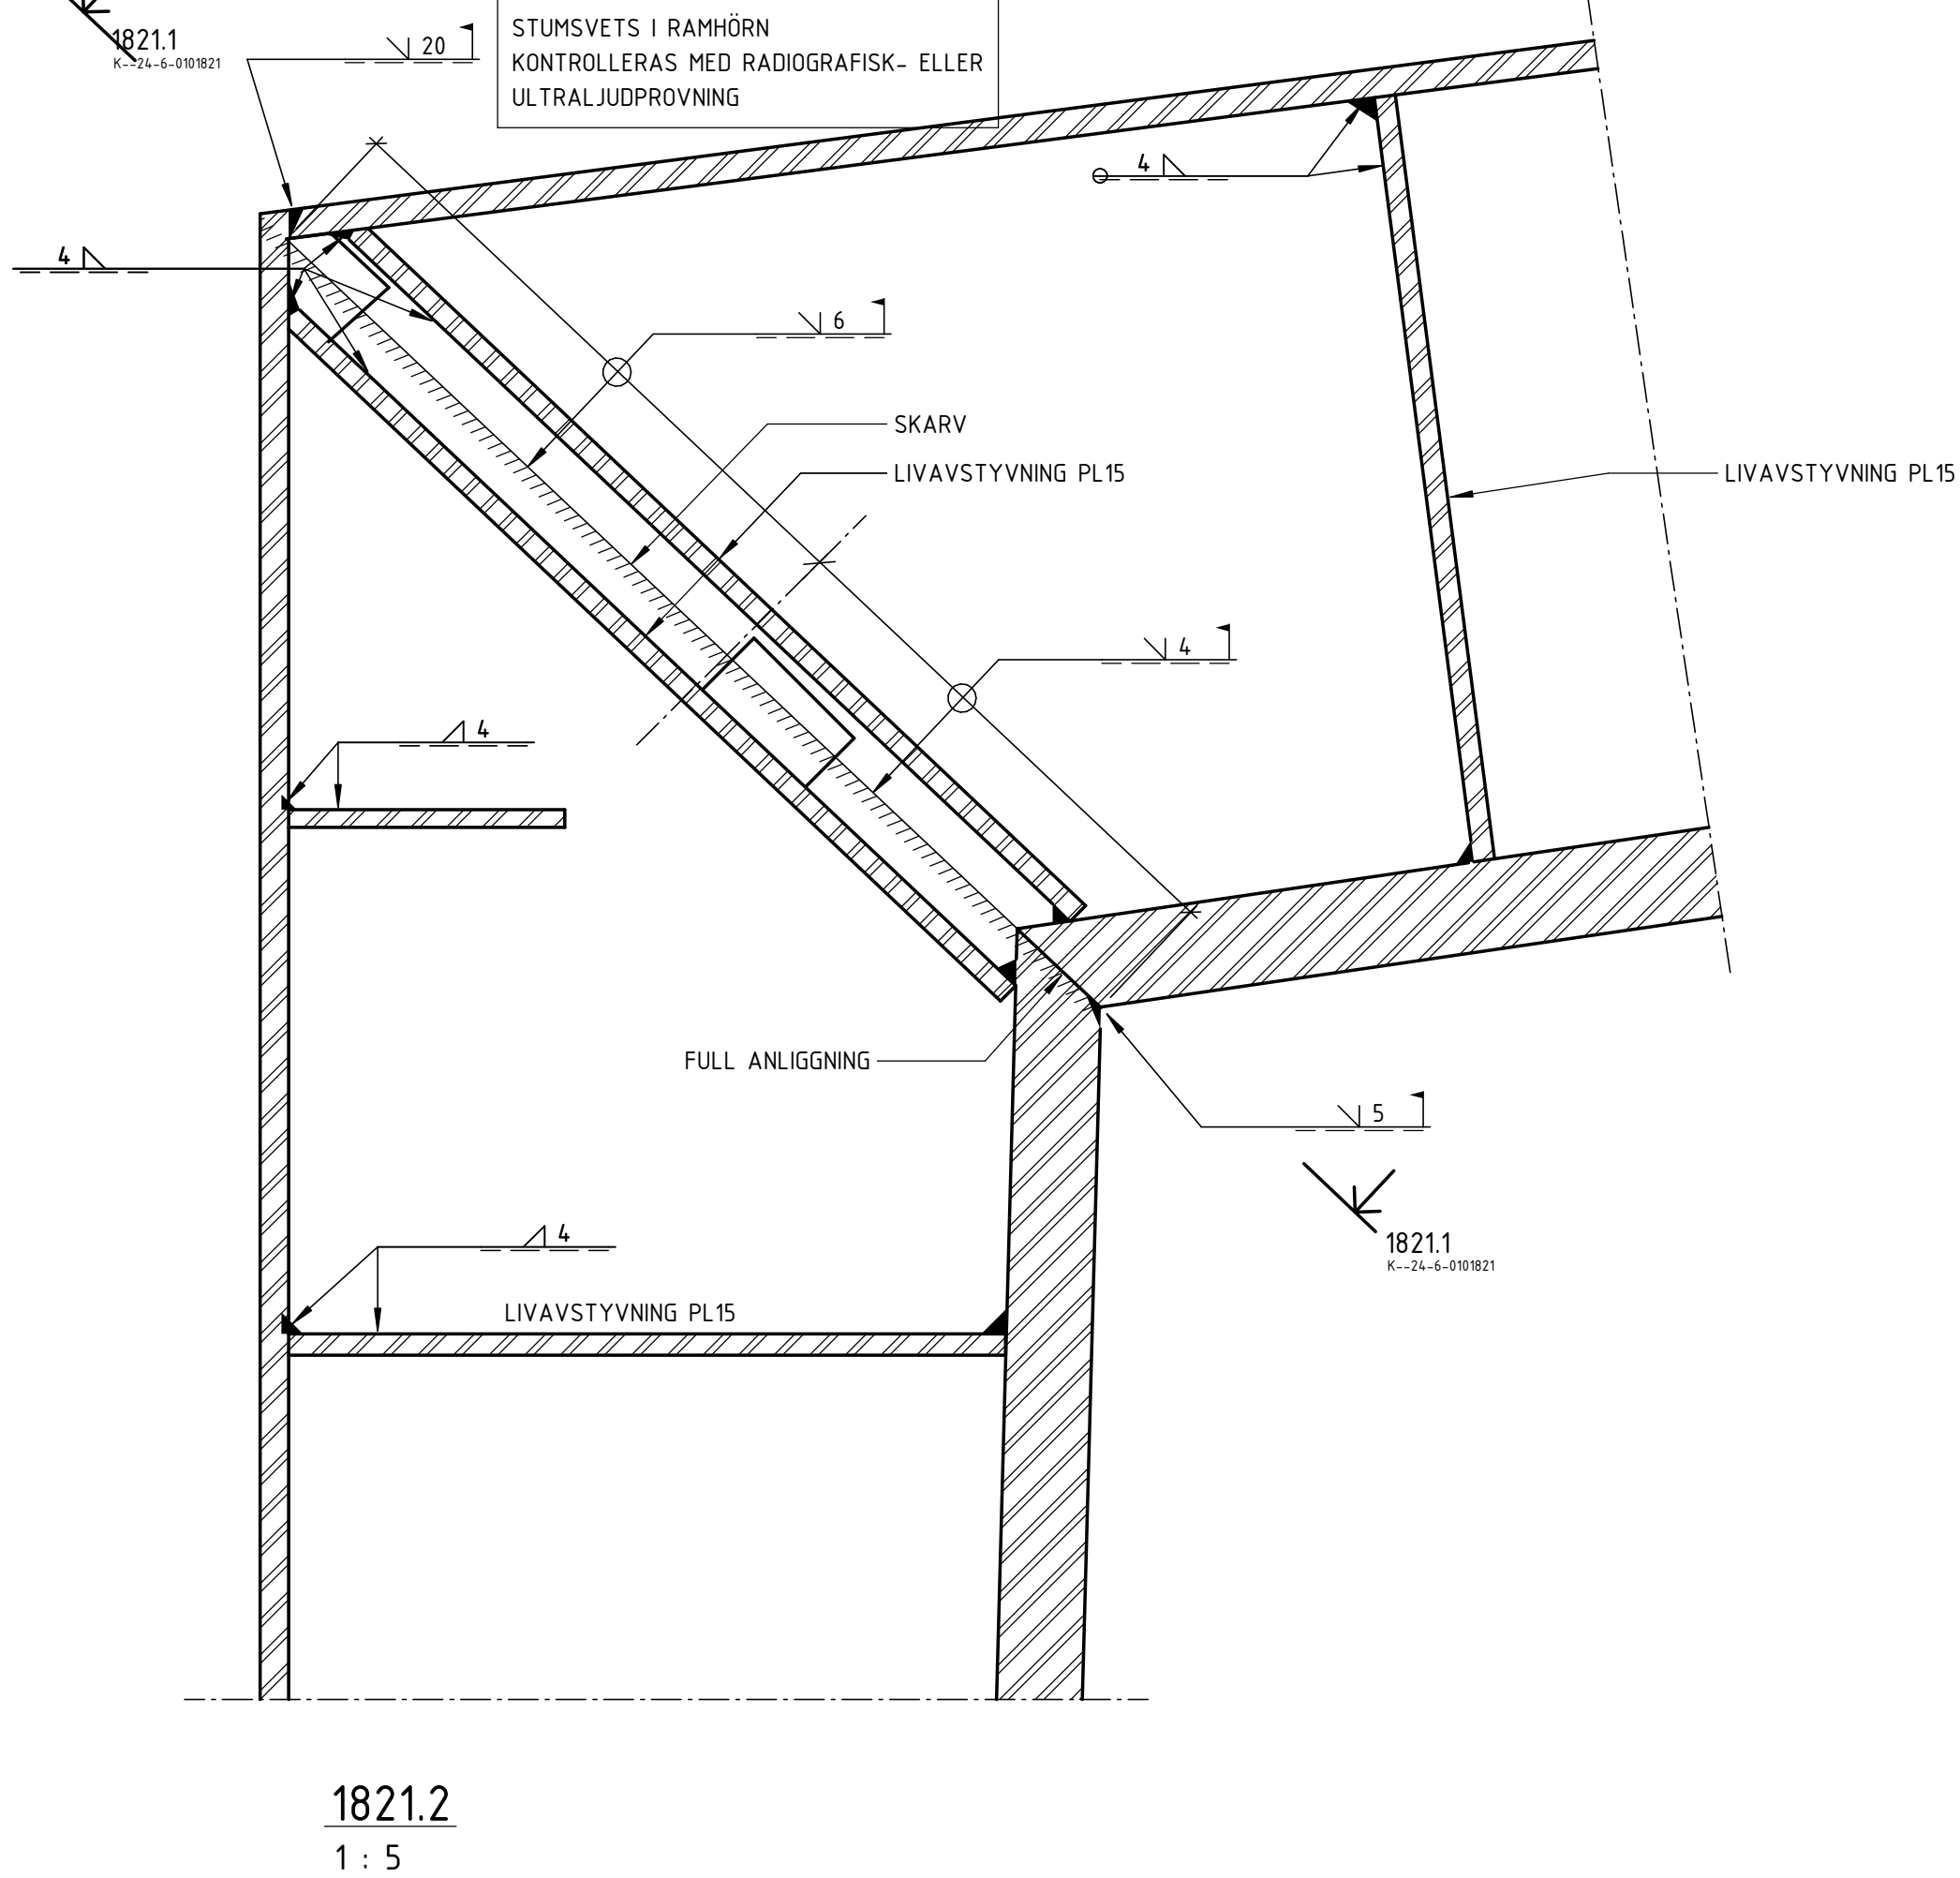 STUMSVETS I RAMHÖRN
KONTROLLERAS MED RADIOGRAFISK- ELLER
ULTRALJUDPROVNING
1821.1
K--24-6-0101821
20
4
4
6
SKARV
LIVAVSTYVNING PL15
LIVAVSTYVNING PL15
4
4
FULL ANLIGGNING
5
1821.1
K--24-6-0101821
4
LIVAVSTYVNING PL15
1821.2
1 : 5